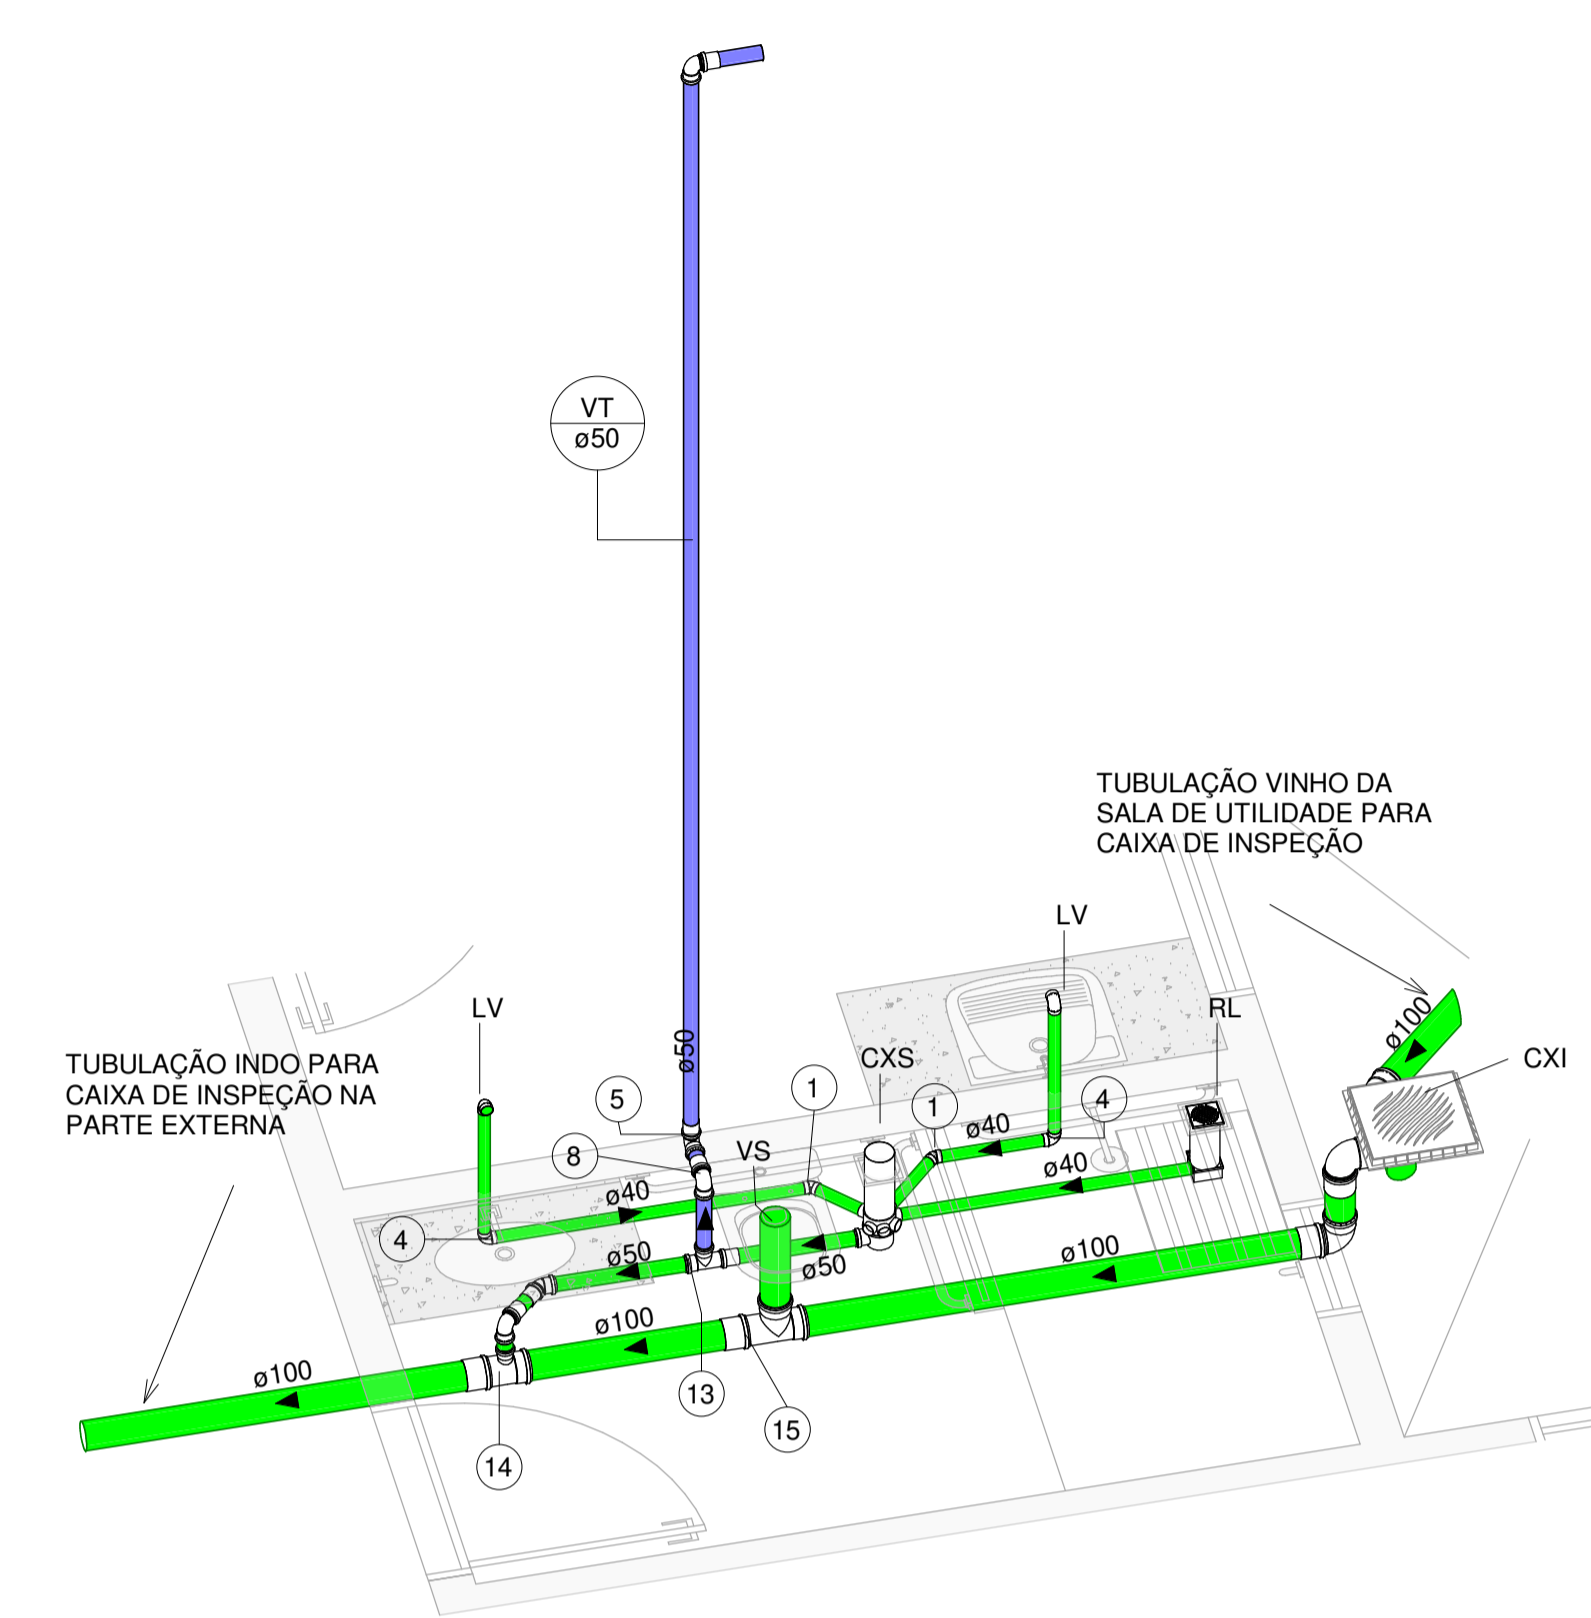 VT
ø50
TUBULAÇÃO VINHO DA
SALA DE UTILIDADE PARA
CAIXA DE INSPEÇÃO
LV
LV
RL
ø100
CXI
CXS
TUBULAÇÃO INDO PARA
CAIXA DE INSPEÇÃO NA
PARTE EXTERNA
ø50
5
1
1
4
ø40
8
VS
ø40
ø40
4
ø50
ø50
ø100
ø100
ø100
13
15
14